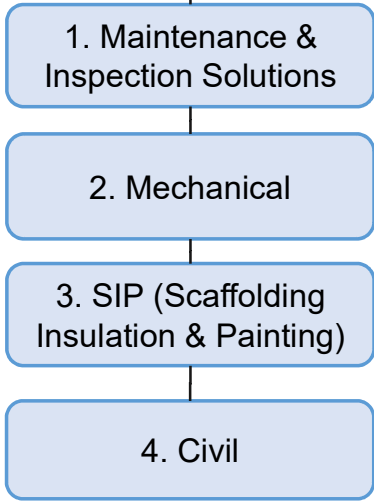 1. Maintenance &
Inspection Solutions
2. Mechanical
3. SIP (Scaffolding
Insulation & Painting)
4. Civil